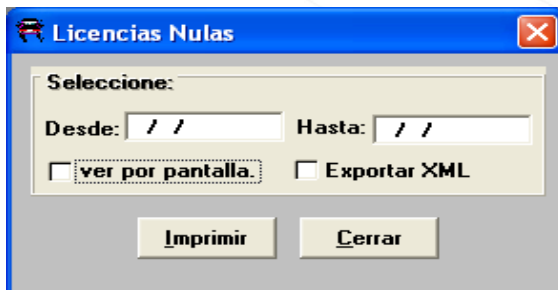 Licencias Nulas
Seleccione:
Desde: / / Hasta: / /
ver por pantalla. Exportar XML
Imprimir Cerrar